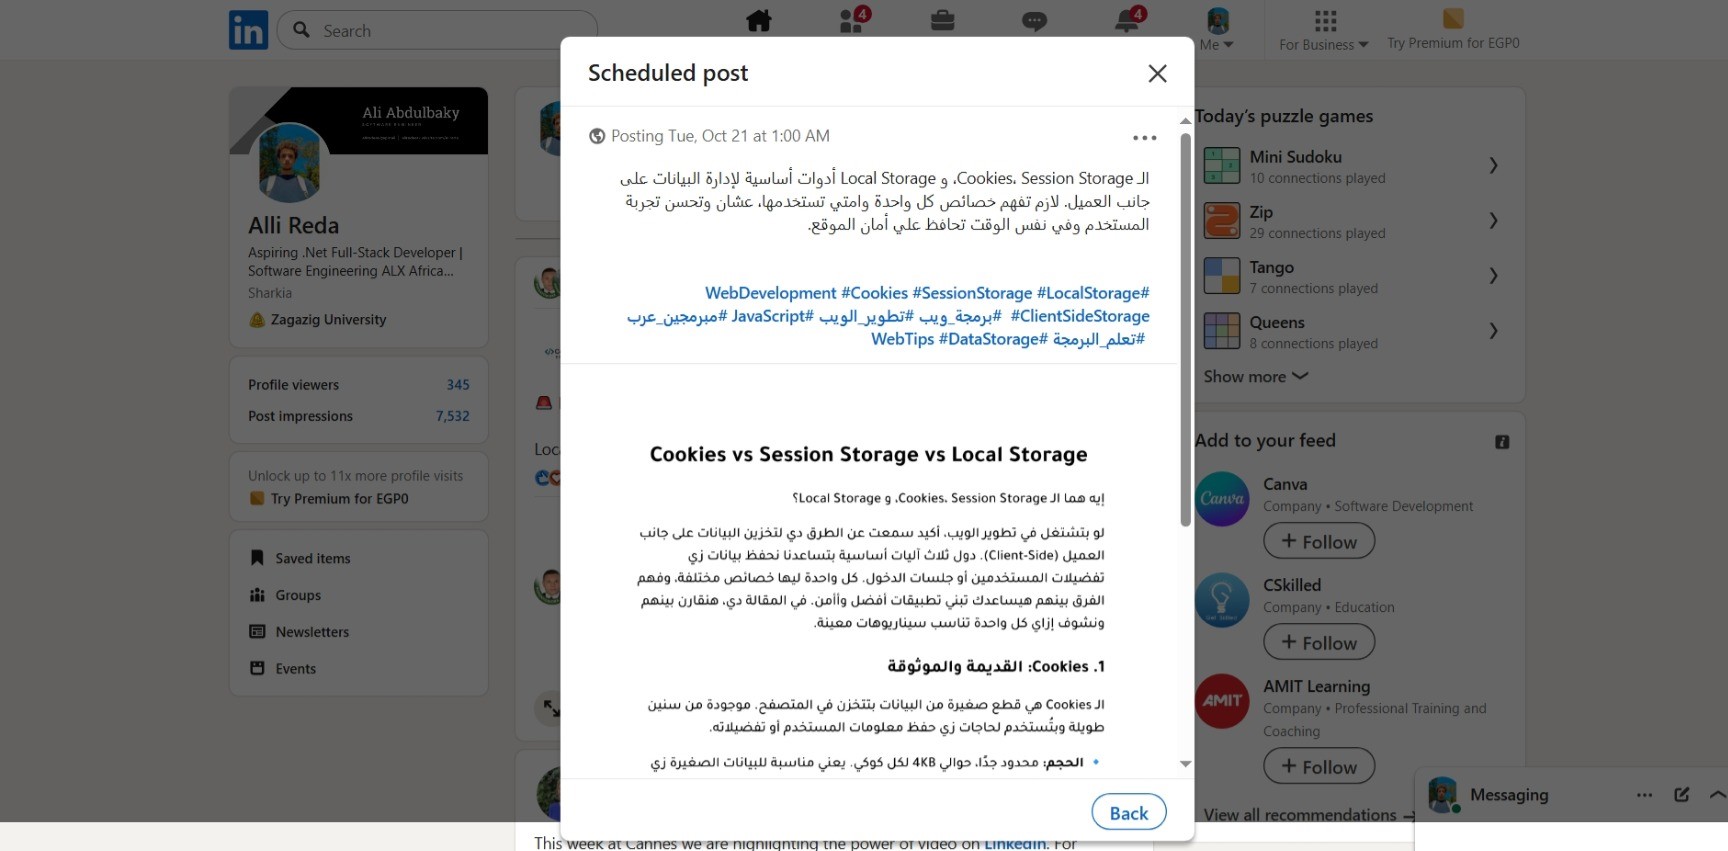 in
Search
4
4
Me
For Business
Try Premium for EGP0
Ali Abdulbaky
Alli Reda
Aspiring .Net Full-Stack Developer |
Software Engineering ALX Africa...
Sharkia
Zagazig University
Profile viewers 345
Post impressions 7,532
Unlock up to 11x more profile visits
Try Premium for EGP0
Saved items
Groups
Newsletters
Events
Scheduled post
Posting Tue, Oct 21 at 1:00 AM
الـ Cookies، Session Storage، و Local Storage أدوات أساسية لإدارة البيانات على
جانب العميل. لازم تفهم خصائص كل واحدة وامتي تستخدمها، عشان وتحسن تجربة
المستخدم وفي نفس الوقت تحافظ علي أمان الموقع.
#WebDevelopment #Cookies #SessionStorage #LocalStorage
#ClientSideStorage #برمجة_ويب #تطوير_الويب #JavaScript #مبرمجين_عرب
#تعلم_البرمجة #WebTips #DataStorage
Cookies vs Session Storage vs Local Storage
إيه هما الـ Cookies، Session Storage، و Local Storage؟
لو بتشتغل في تطوير الويب، أكيد سمعت عن الطرق دي لتخزين البيانات على جانب
العميل (Client-Side). دول ثلاث آليات أساسية بتساعدنا نحفظ بيانات زي
تفضيلات المستخدمين أو جلسات الدخول. كل واحدة ليها خصائص مختلفة، وفهم
الفرق بينهم هيساعدك تبني تطبيقات أفضل وأأمن. في المقالة دي، هنقارن بينهم
ونشوف إزاي كل واحدة تناسب سيناريوهات معينة.
1. Cookies: القديمة والموثوقة
الـ Cookies هي قطع صغيرة من البيانات بتتخزن في المتصفح. موجودة من سنين
طويلة وبتُستخدم لحاجات زي حفظ معلومات المستخدم أو تفضيلاته.
الحجم: محدود جدًا، حوالي 4KB لكل كوكي. يعني مناسبة للبيانات الصغيرة زي
Back
Loc
This week at Cannes we are highlighting the power of video on LinkedIn. For
Today's puzzle games
Mini Sudoku
10 connections played
Zip
29 connections played
Tango
7 connections played
Queens
8 connections played
Show more
Add to your feed
Canva
Canva
Company • Software Development
+ Follow
CSkilled
Company • Education
+ Follow
AMIT
AMIT Learning
Company • Professional Training and
Coaching
+ Follow
View all recommendations
Messaging